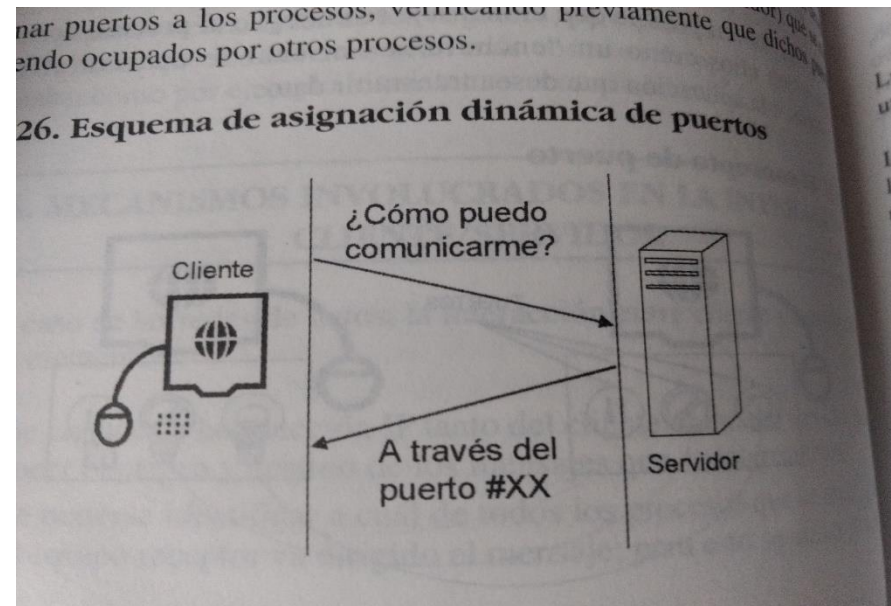 nar puertos a los procesos, verificando previamente que dichos
endo ocupados por otros procesos.
26. Esquema de asignación dinámica de puertos
¿Cómo puedo
comunicarme?
Cliente
A través del
puerto #XX
Servidor